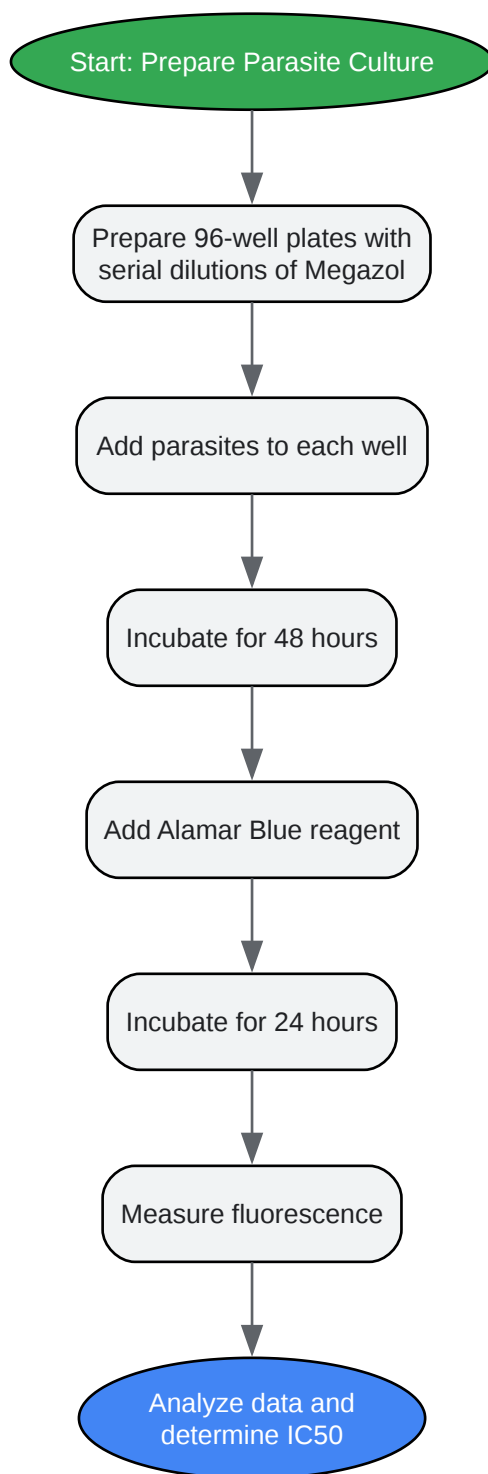 Start: Prepare Parasite Culture
Prepare 96-well plates with
serial dilutions of Megazol
Add parasites to each well
Incubate for 48 hours
Add Alamar Blue reagent
Incubate for 24 hours
Measure fluorescence
Analyze data and
determine IC50